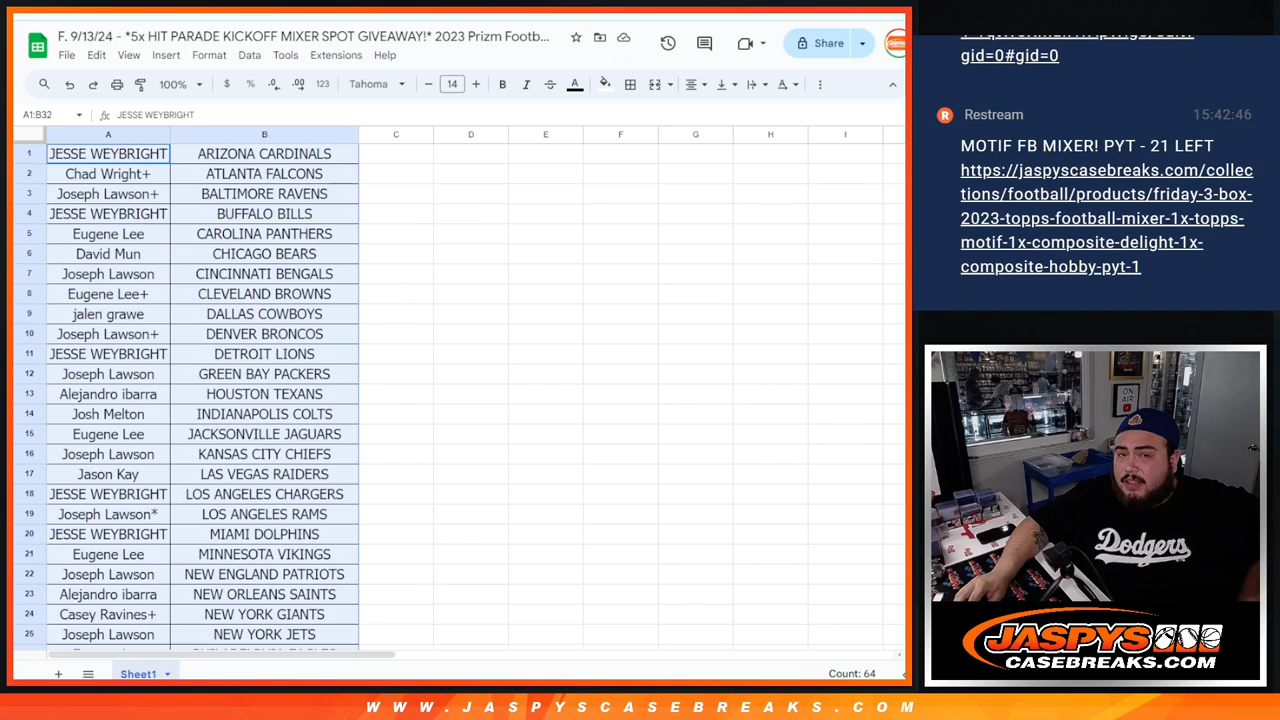 F. 9/13/24 - *5x HIT PARADE KICKOFF MIXER SPOT GIVEAWAY!* 2023 Prizm Footb...
File Edit View Insert Format Data Tools Extensions Help
Share
100% $ % .0 .00 123 Tahoma 14 B I A
A1:B32 fx JESSE WEYBRIGHT
A B C D E F G H I
1 JESSE WEYBRIGHT ARIZONA CARDINALS
2 Chad Wright+ ATLANTA FALCONS
3 Joseph Lawson+ BALTIMORE RAVENS
4 JESSE WEYBRIGHT BUFFALO BILLS
5 Eugene Lee CAROLINA PANTHERS
6 David Mun CHICAGO BEARS
7 Joseph Lawson CINCINNATI BENGALS
8 Eugene Lee+ CLEVELAND BROWNS
9 jalen grawe DALLAS COWBOYS
10 Joseph Lawson+ DENVER BRONCOS
11 JESSE WEYBRIGHT DETROIT LIONS
12 Joseph Lawson GREEN BAY PACKERS
13 Alejandro ibarra HOUSTON TEXANS
14 Josh Melton INDIANAPOLIS COLTS
15 Eugene Lee JACKSONVILLE JAGUARS
16 Joseph Lawson KANSAS CITY CHIEFS
17 Jason Kay LAS VEGAS RAIDERS
18 JESSE WEYBRIGHT LOS ANGELES CHARGERS
19 Joseph Lawson* LOS ANGELES RAMS
20 JESSE WEYBRIGHT MIAMI DOLPHINS
21 Eugene Lee MINNESOTA VIKINGS
22 Joseph Lawson NEW ENGLAND PATRIOTS
23 Alejandro ibarra NEW ORLEANS SAINTS
24 Casey Ravines+ NEW YORK GIANTS
25 Joseph Lawson NEW YORK JETS
Sheet1
Count: 64
gid=0#gid=0
Restream 15:42:46
MOTIF FB MIXER! PYT - 21 LEFT
https://jaspyscasebreaks.com/collec
tions/football/products/friday-3-box-
2023-topps-football-mixer-1x-topps-
motif-1x-composite-delight-1x-
composite-hobby-pyt-1
ON
AIR
Dodgers
JASPYS
CASEBREAKS.COM
WWW.JASPYSCASEBREAKS.COM